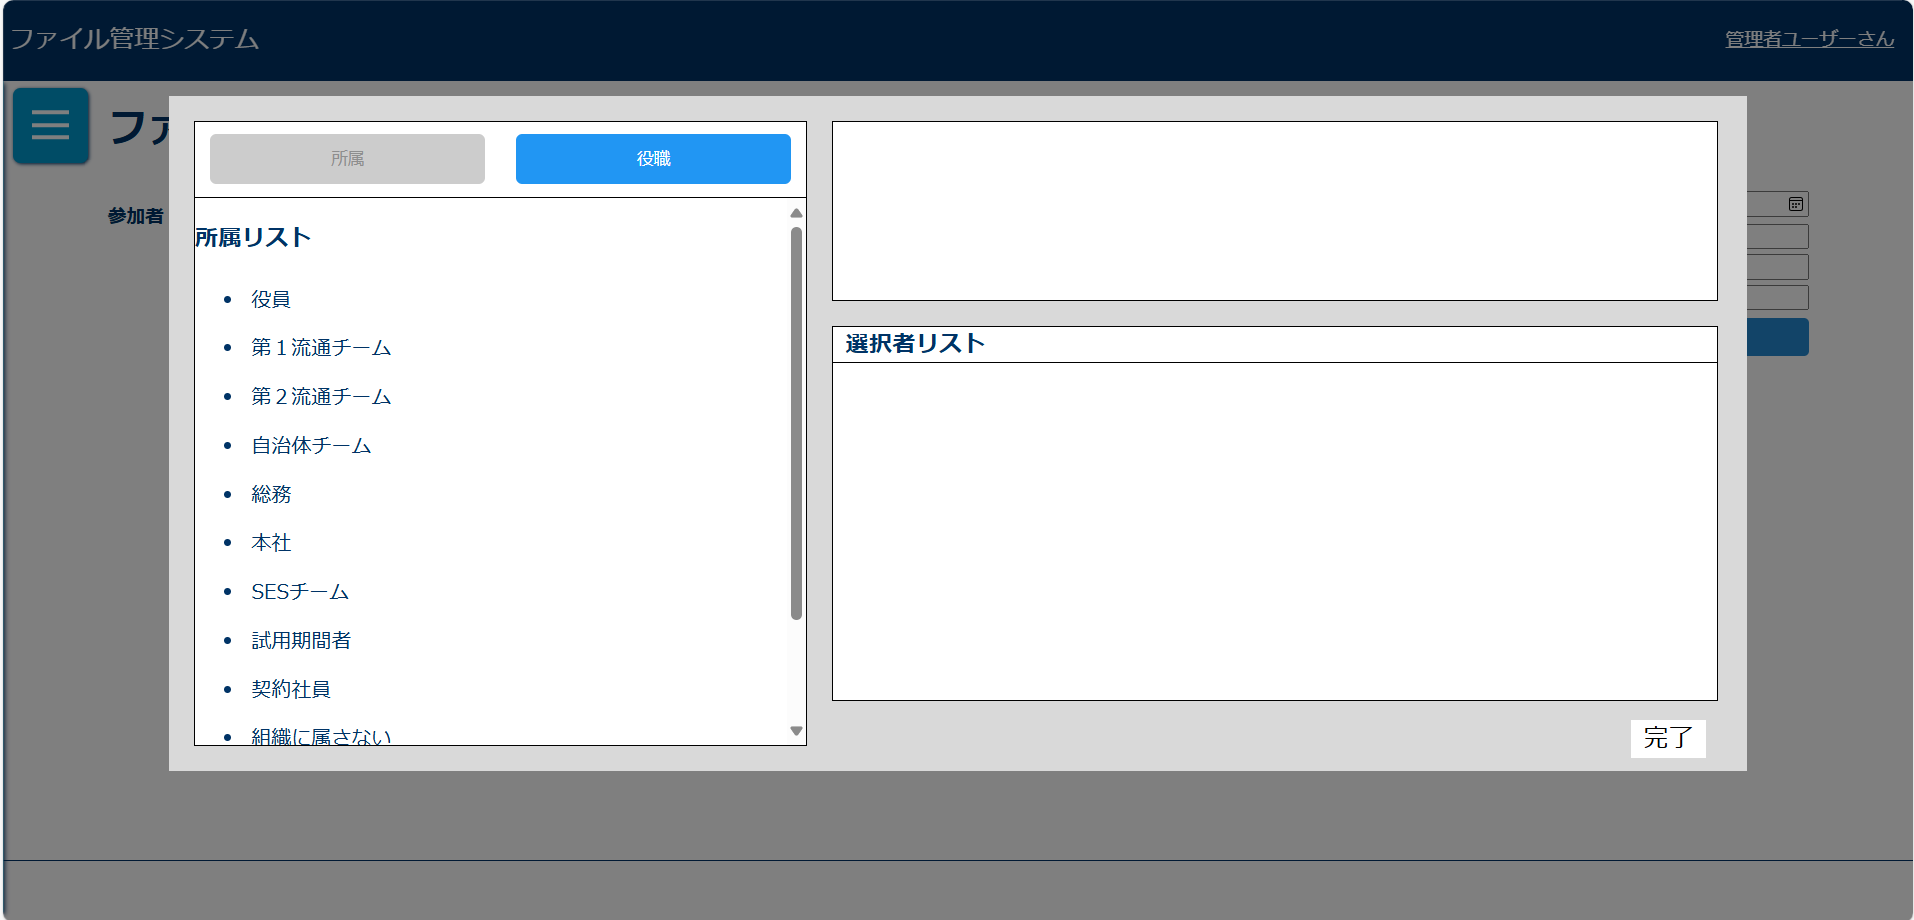 ファイル管理システム
管理者ユーザーさん
ファ
参加者
所属
役職
所属リスト
役員
第１流通チーム
第２流通チーム
自治体チーム
総務
本社
SESチーム
試用期間者
契約社員
組織に属さない
選択者リスト
完了